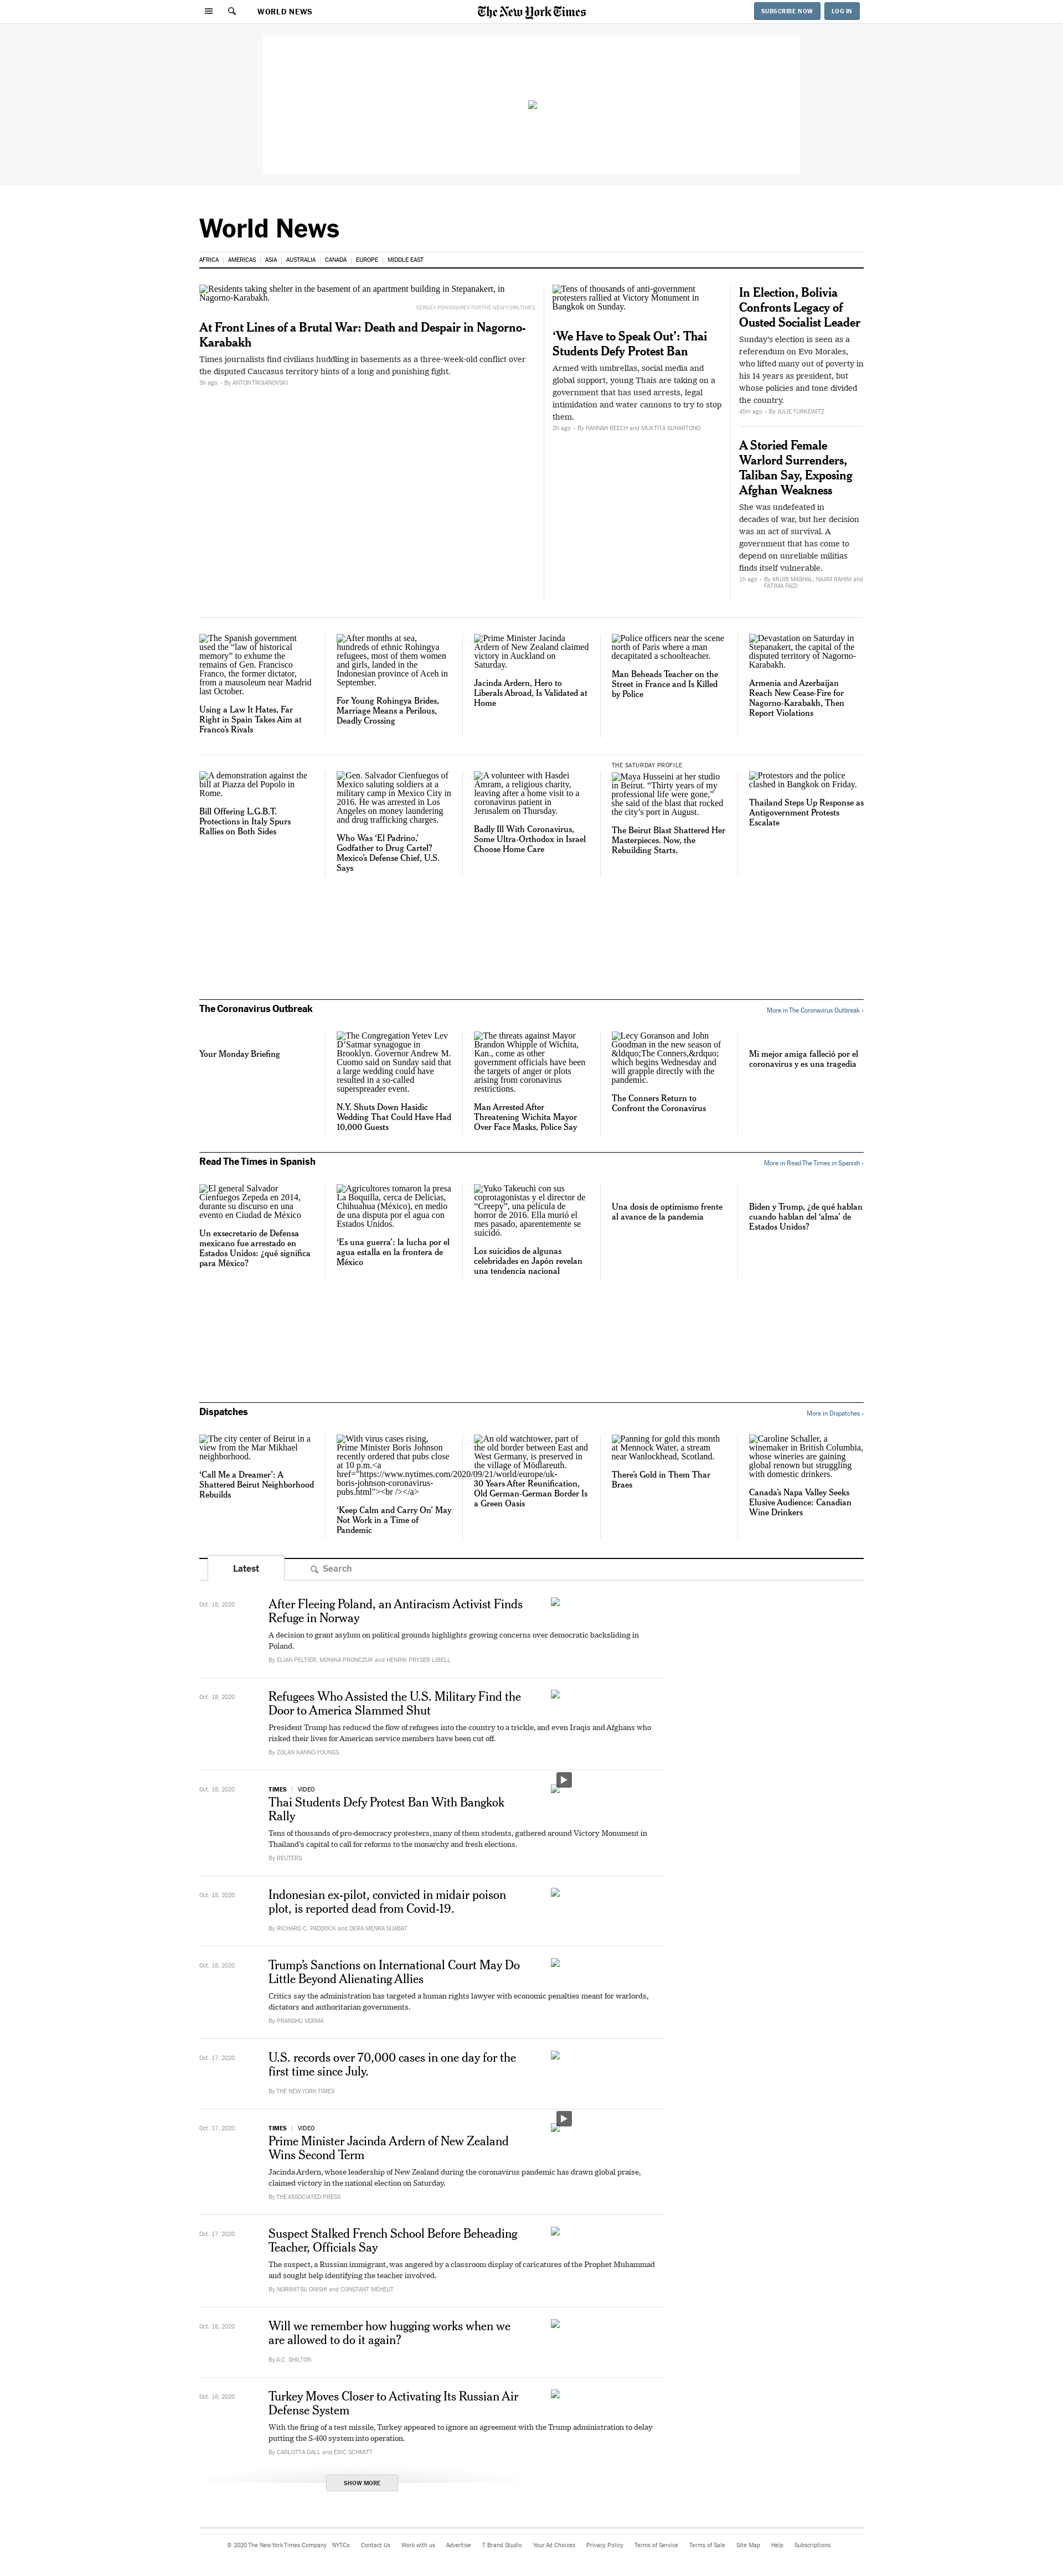 WORLD NEWS
The New York Times
SUBSCRIBE NOW
LOG IN
World News
AFRICA
AMERICAS
ASIA
AUSTRALIA
CANADA
EUROPE
MIDDLE EAST
Residents taking shelter in the basement of an apartment building in Stepanakert, in
Nagorno-Karabakh.
SERGEY PONOMAREV FOR THE NEW YORK TIMES
At Front Lines of a Brutal War: Death and Despair in Nagorno-
Karabakh
Times journalists find civilians huddling in basements as a three-week-old conflict over
the disputed Caucasus territory hints of a long and punishing fight.
3h ago - By ANTON TROIANOVSKI
Tens of thousands of anti-government
protesters rallied at Victory Monument in
Bangkok on Sunday.
‘We Have to Speak Out’: Thai
Students Defy Protest Ban
Armed with umbrellas, social media and
global support, young Thais are taking on a
government that has used arrests, legal
intimidation and water cannons to try to stop
them.
2h ago - By HANNAH BEECH and MUKTITA SUHARTONO
In Election, Bolivia
Confronts Legacy of
Ousted Socialist Leader
Sunday’s election is seen as a
referendum on Evo Morales,
who lifted many out of poverty in
his 14 years as president, but
whose policies and tone divided
the country.
45m ago - By JULIE TURKEWITZ
A Storied Female
Warlord Surrenders,
Taliban Say, Exposing
Afghan Weakness
She was undefeated in
decades of war, but her decision
was an act of survival. A
government that has come to
depend on unreliable militias
finds itself vulnerable.
1h ago - By MUJIB MASHAL, NAJIM RAHIM and
FATIMA FAIZI
The Spanish government
used the “law of historical
memory” to exhume the
remains of Gen. Francisco
Franco, the former dictator,
from a mausoleum near Madrid
last October.
Using a Law It Hates, Far
Right in Spain Takes Aim at
Franco’s Rivals
After months at sea,
hundreds of ethnic Rohingya
refugees, most of them women
and girls, landed in the
Indonesian province of Aceh in
September.
For Young Rohingya Brides,
Marriage Means a Perilous,
Deadly Crossing
Prime Minister Jacinda
Ardern of New Zealand claimed
victory in Auckland on
Saturday.
Jacinda Ardern, Hero to
Liberals Abroad, Is Validated at
Home
Police officers near the scene
north of Paris where a man
decapitated a schoolteacher.
Man Beheads Teacher on the
Street in France and Is Killed
by Police
Devastation on Saturday in
Stepanakert, the capital of the
disputed territory of Nagorno-
Karabakh.
Armenia and Azerbaijan
Reach New Cease-Fire for
Nagorno-Karabakh, Then
Report Violations
A demonstration against the
bill at Piazza del Popolo in
Rome.
Bill Offering L.G.B.T.
Protections in Italy Spurs
Rallies on Both Sides
Gen. Salvador Cienfuegos of
Mexico saluting soldiers at a
military camp in Mexico City in
2016. He was arrested in Los
Angeles on money laundering
and drug trafficking charges.
Who Was ‘El Padrino,’
Godfather to Drug Cartel?
Mexico’s Defense Chief, U.S.
Says
A volunteer with Hasdei
Amram, a religious charity,
leaving after a home visit to a
coronavirus patient in
Jerusalem on Thursday.
Badly Ill With Coronavirus,
Some Ultra-Orthodox in Israel
Choose Home Care
THE SATURDAY PROFILE
Maya Husseini at her studio
in Beirut. “Thirty years of my
professional life were gone,”
she said of the blast that rocked
the city’s port in August.
The Beirut Blast Shattered Her
Masterpieces. Now, the
Rebuilding Starts.
Protestors and the police
clashed in Bangkok on Friday.
Thailand Steps Up Response as
Antigovernment Protests
Escalate
The Coronavirus Outbreak
More in The Coronavirus Outbreak ›
Your Monday Briefing
The Congregation Yetev Lev
D’Satmar synagogue in
Brooklyn. Governor Andrew M.
Cuomo said on Sunday said that
a large wedding could have
resulted in a so-called
superspreader event.
N.Y. Shuts Down Hasidic
Wedding That Could Have Had
10,000 Guests
The threats against Mayor
Brandon Whipple of Wichita,
Kan., come as other
government officials have been
the targets of anger or plots
arising from coronavirus
restrictions.
Man Arrested After
Threatening Wichita Mayor
Over Face Masks, Police Say
Lecy Goranson and John
Goodman in the new season of
&ldquo;The Conners,&rdquo;
which begins Wednesday and
will grapple directly with the
pandemic.
The Conners Return to
Confront the Coronavirus
Mi mejor amiga falleció por el
coronavirus y es una tragedia
Read The Times in Spanish
More in Read The Times in Spanish ›
El general Salvador
Cienfuegos Zepeda en 2014,
durante su discurso en una
evento en Ciudad de México
Un exsecretario de Defensa
mexicano fue arrestado en
Estados Unidos: ¿qué significa
para México?
Agricultores tomaron la presa
La Boquilla, cerca de Delicias,
Chihuahua (México), en medio
de una disputa por el agua con
Estados Unidos.
‘Es una guerra’: la lucha por el
agua estalla en la frontera de
México
Yuko Takeuchi con sus
coprotagonistas y el director de
“Creepy”, una película de
horror de 2016. Ella murió el
mes pasado, aparentemente se
suicidó.
Los suicidios de algunas
celebridades en Japón revelan
una tendencia nacional
Una dosis de optimismo frente
al avance de la pandemia
Biden y Trump, ¿de qué hablan
cuando hablan del ‘alma’ de
Estados Unidos?
Dispatches
More in Dispatches ›
The city center of Beirut in a
view from the Mar Mikhael
neighborhood.
‘Call Me a Dreamer’: A
Shattered Beirut Neighborhood
Rebuilds
With virus cases rising,
Prime Minister Boris Johnson
recently ordered that pubs close
at 10 p.m.<a
href="https://www.nytimes.com/2020/09/21/world/europe/uk-
boris-johnson-coronavirus-
pubs.html"><br /></a>
‘Keep Calm and Carry On’ May
Not Work in a Time of
Pandemic
An old watchtower, part of
the old border between East and
West Germany, is preserved in
the village of Mödlareuth.
30 Years After Reunification,
Old German-German Border Is
a Green Oasis
Panning for gold this month
at Mennock Water, a stream
near Wanlockhead, Scotland.
There’s Gold in Them Thar
Braes
Caroline Schaller, a
winemaker in British Columbia,
whose wineries are gaining
global renown but struggling
with domestic drinkers.
Canada’s Napa Valley Seeks
Elusive Audience: Canadian
Wine Drinkers
Latest
Search
Oct. 18, 2020
After Fleeing Poland, an Antiracism Activist Finds
Refuge in Norway
A decision to grant asylum on political grounds highlights growing concerns over democratic backsliding in
Poland.
By ELIAN PELTIER, MONIKA PRONCZUK and HENRIK PRYSER LIBELL
Oct. 18, 2020
Refugees Who Assisted the U.S. Military Find the
Door to America Slammed Shut
President Trump has reduced the flow of refugees into the country to a trickle, and even Iraqis and Afghans who
risked their lives for American service members have been cut off.
By ZOLAN KANNO-YOUNGS
Oct. 18, 2020
TIMES | VIDEO
Thai Students Defy Protest Ban With Bangkok
Rally
Tens of thousands of pro-democracy protesters, many of them students, gathered around Victory Monument in
Thailand’s capital to call for reforms to the monarchy and fresh elections.
By REUTERS
Oct. 18, 2020
Indonesian ex-pilot, convicted in midair poison
plot, is reported dead from Covid-19.
By RICHARD C. PADDOCK and DERA MENRA SIJABAT
Oct. 18, 2020
Trump’s Sanctions on International Court May Do
Little Beyond Alienating Allies
Critics say the administration has targeted a human rights lawyer with economic penalties meant for warlords,
dictators and authoritarian governments.
By PRANSHU VERMA
Oct. 17, 2020
U.S. records over 70,000 cases in one day for the
first time since July.
By THE NEW YORK TIMES
Oct. 17, 2020
TIMES | VIDEO
Prime Minister Jacinda Ardern of New Zealand
Wins Second Term
Jacinda Ardern, whose leadership of New Zealand during the coronavirus pandemic has drawn global praise,
claimed victory in the national election on Saturday.
By THE ASSOCIATED PRESS
Oct. 17, 2020
Suspect Stalked French School Before Beheading
Teacher, Officials Say
The suspect, a Russian immigrant, was angered by a classroom display of caricatures of the Prophet Muhammad
and sought help identifying the teacher involved.
By NORIMITSU ONISHI and CONSTANT MÉHEUT
Oct. 16, 2020
Will we remember how hugging works when we
are allowed to do it again?
By A.C. SHILTON
Oct. 16, 2020
Turkey Moves Closer to Activating Its Russian Air
Defense System
With the firing of a test missile, Turkey appeared to ignore an agreement with the Trump administration to delay
putting the S-400 system into operation.
By CARLOTTA GALL and ERIC SCHMITT
SHOW MORE
© 2020 The New York Times Company
NYTCo
Contact Us
Work with us
Advertise
T Brand Studio
Your Ad Choices
Privacy Policy
Terms of Service
Terms of Sale
Site Map
Help
Subscriptions